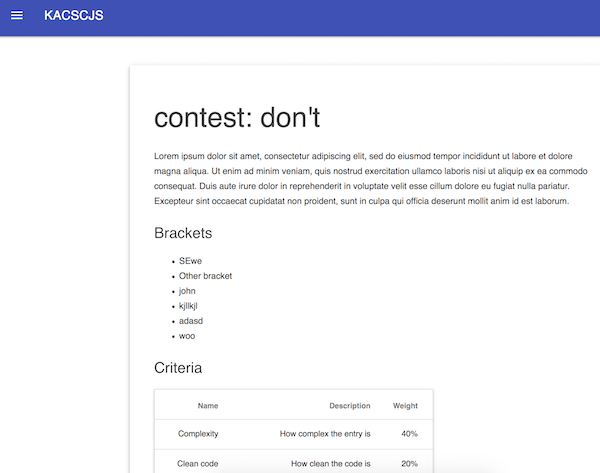 KACSCJS
contest: don't
Lorem ipsum dolor sit amet, consectetur adipiscing elit, sed do eiusmod tempor incididunt ut labore et dolore
magna aliqua. Ut enim ad minim veniam, quis nostrud exercitation ullamco laboris nisi ut aliquip ex ea commodo
consequat. Duis aute irure dolor in reprehenderit in voluptate velit esse cillum dolore eu fugiat nulla pariatur.
Excepteur sint occaecat cupidatat non proident, sunt in culpa qui officia deserunt mollit anim id est laborum.
Brackets
• SEwe
• Other bracket
• john
• kjllkjl
• adasd
• woo
Criteria
Name Description Weight
Complexity How complex the entry is 40%
Clean code How clean the code is 20%